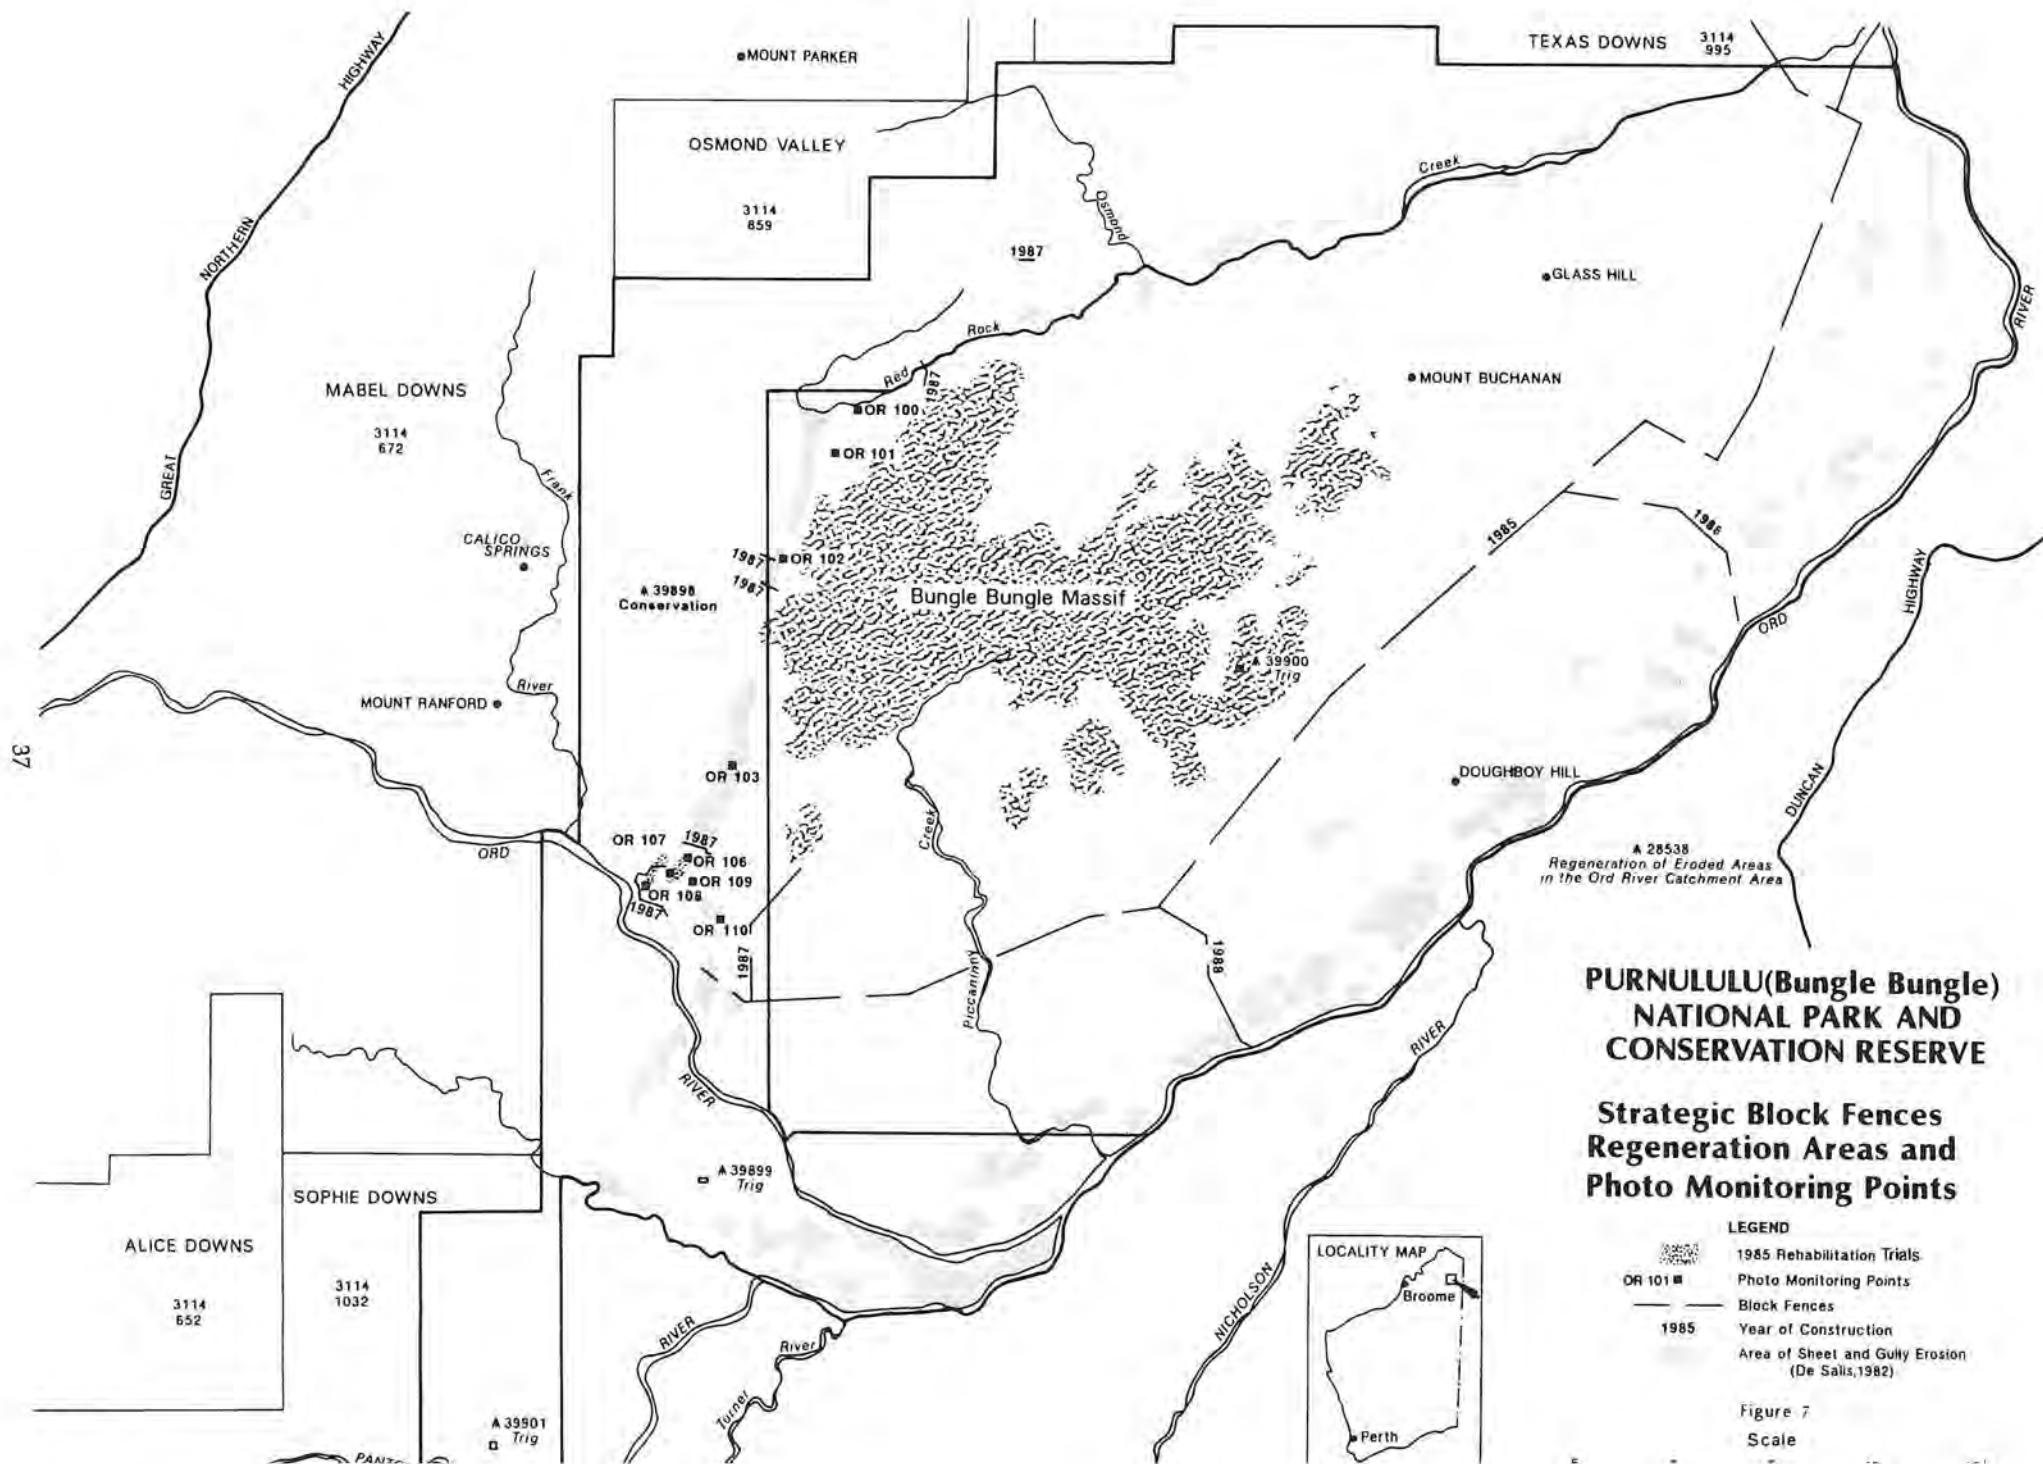 HIGHWAY
NORTHERN
GREAT
MOUNT PARKER
TEXAS DOWNS
3114
995
OSMOND VALLEY
3114
859
Osmond
Creek
1987
GLASS HILL
RIVER
MABEL DOWNS
3114
672
Rock
Red
1987
MOUNT BUCHANAN
OR 100
OR 101
Frank
CALICO
SPRINGS
1985
1986
1987
OR 102
1987
A 39898
Conservation
Bungle Bungle Massif
HIGHWAY
ORD
A 39900
Trig
River
MOUNT RANFORD
37
OR 103
DOUGHBOY HILL
DUNCAN
Creek
ORD
OR 107
1987
OR 106
OR 109
OR 108
1987
OR 110
A 28538
Regeneration of Eroded Areas
in the Ord River Catchment Area
1987
1988
Piccaninny
RIVER
RIVER
PURNULULU(Bungle Bungle)
NATIONAL PARK AND
CONSERVATION RESERVE
Strategic Block Fences
Regeneration Areas and
Photo Monitoring Points
A 39899
Trig
SOPHIE DOWNS
ALICE DOWNS
3114
652
3114
1032
A 39901
Trig
RIVER
River
Turner
NICHOLSON
LOCALITY MAP
Broome
Perth
LEGEND
1985 Rehabilitation Trials
OR 101 Photo Monitoring Points
Block Fences
1985 Year of Construction
Area of Sheet and Gully Erosion
(De Salis,1982)
Figure 7
Scale